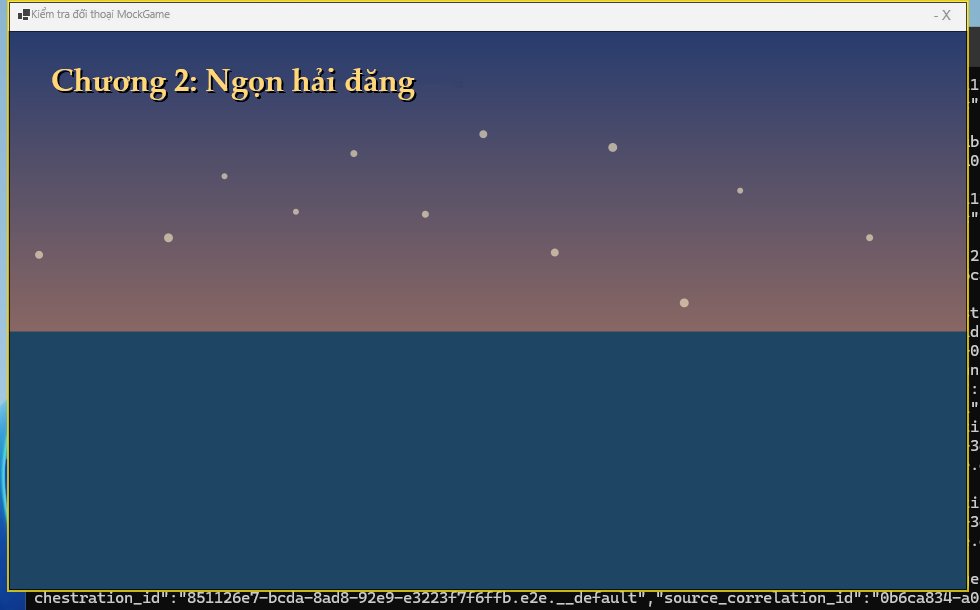 Kiểm tra đối thoại MockGame
- X
Chương 2: Ngọn hải đăng
chestration_id":"851126e7-bcda-8ad8-92e9-e3223f7f6ffb.e2e.__default","source_correlation_id":"0b6ca834-a